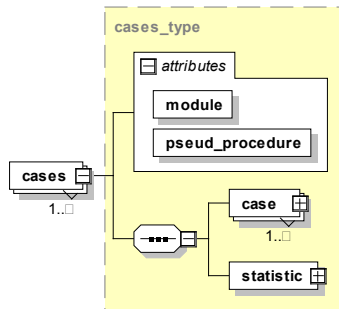 cases_type
attributes
module
pseud_procedure
cases
1..□
case
1..□
statistic